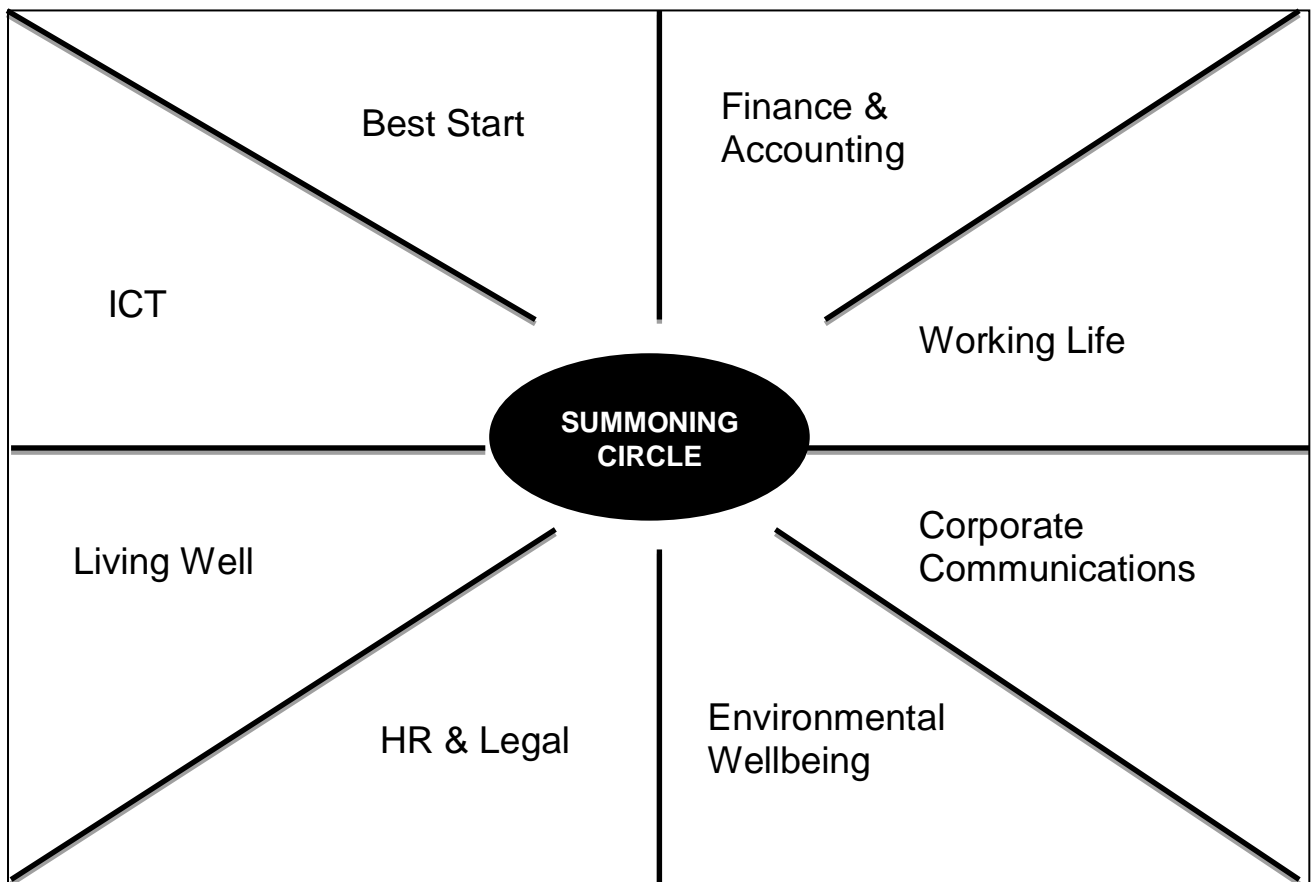 Best Start
Finance &
Accounting
ICT
Working Life
SUMMONING
CIRCLE
Living Well
Corporate
Communications
HR & Legal
Environmental
Wellbeing